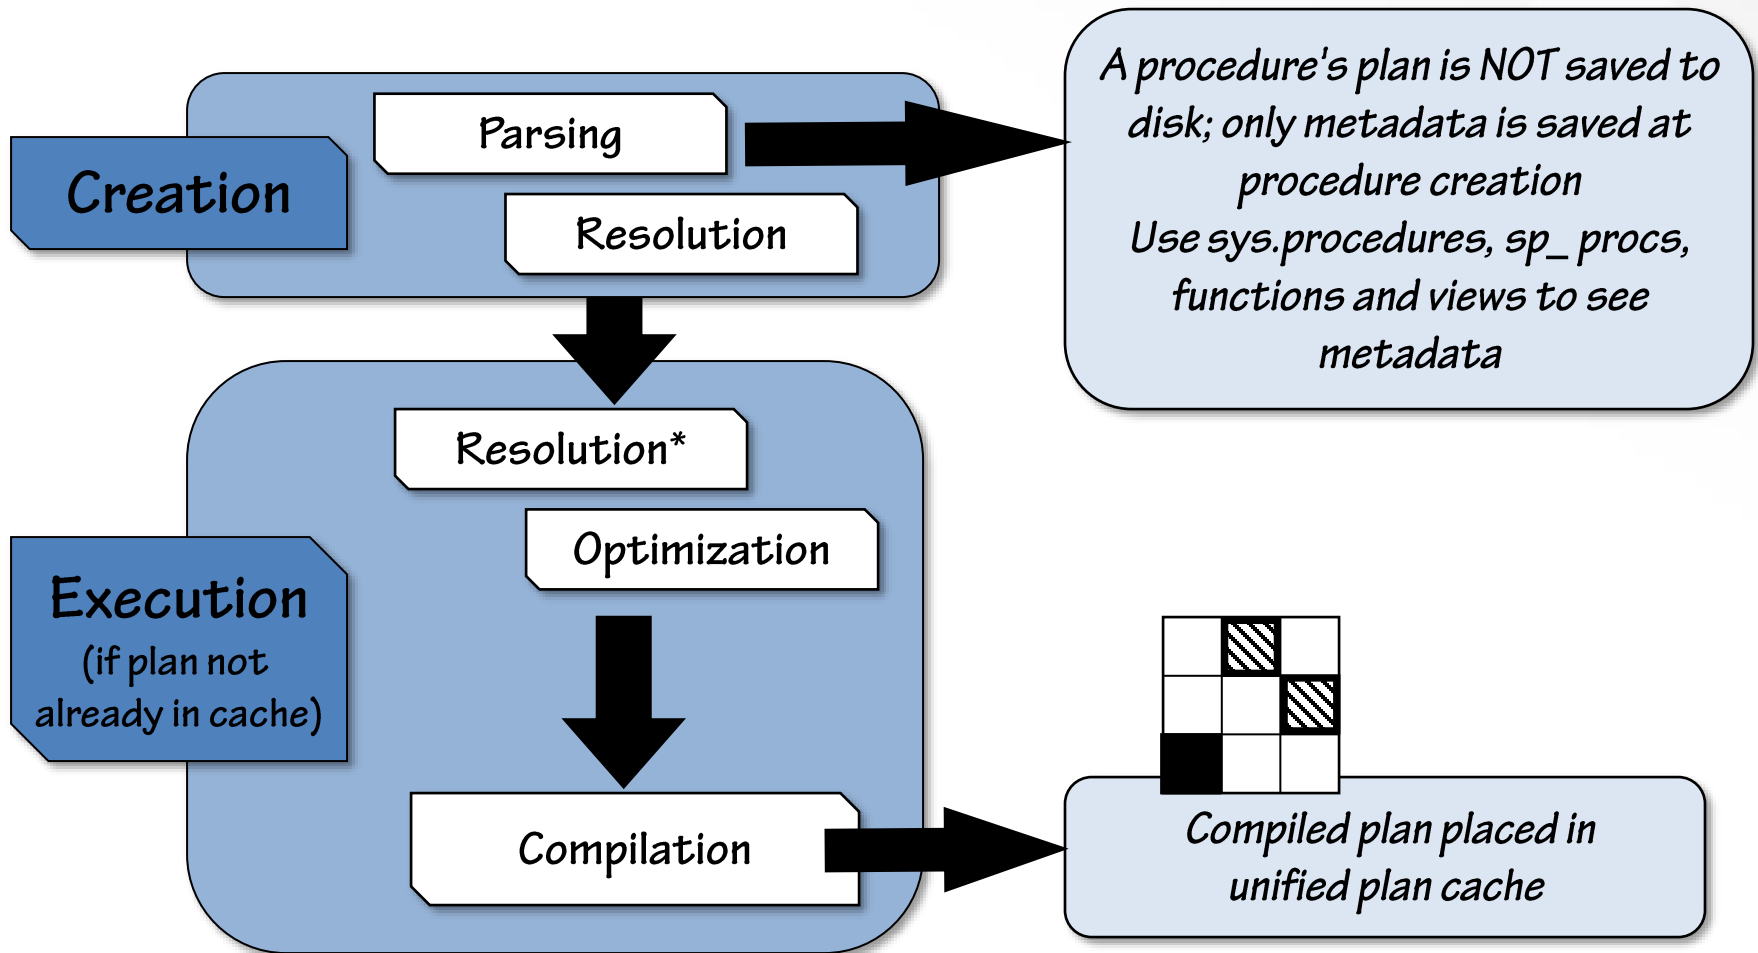 Creation
Parsing
Resolution
A procedure's plan is NOT saved to
disk; only metadata is saved at
procedure creation
Use sys.procedures, sp_ procs,
functions and views to see
metadata
Execution
(if plan not
already in cache)
Resolution*
Optimization
Compilation
Compiled plan placed in
unified plan cache